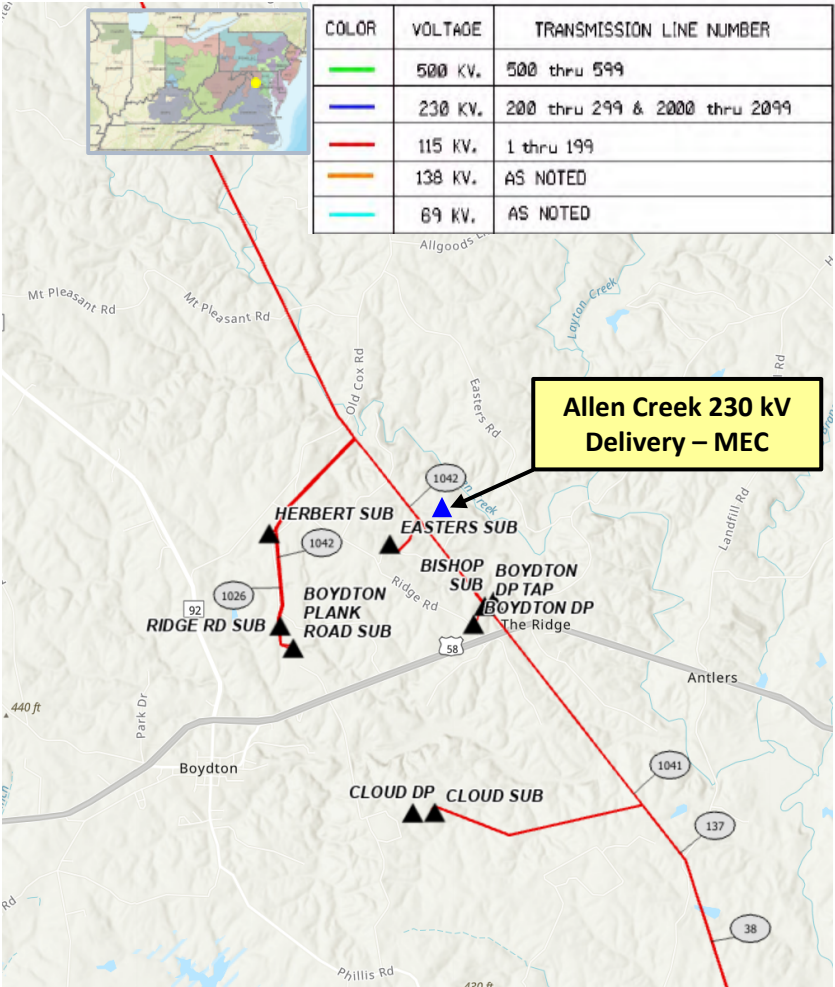 COLOR VOLTAGE TRANSMISSION LINE NUMBER
500 KV. 500 thru 599
230 KV. 200 thru 299 & 2000 thru 2099
115 KV. 1 thru 199
138 KV. AS NOTED
69 KV. AS NOTED
Allgoods
Mt Pleasant Rd
Mt Pleasant Rd
Layton Creek
Old Cox Rd
Easters Rd
Rd
Allen Creek 230 kV
Delivery – MEC
1042
Creek
HERBERT SUB
EASTERS SUB
1042
Landfill Rd
BISHOP
SUB
BOYDTON
DP TAP
BOYDTON DP
The Ridge
Ridge Rd
1026
92
BOYDTON
PLANK
ROAD SUB
RIDGE RD SUB
58
Antlers
440 ft
Park Dr
Boydton
1041
CLOUD DP
CLOUD SUB
137
38
Rd
Phillis Rd
430 ft